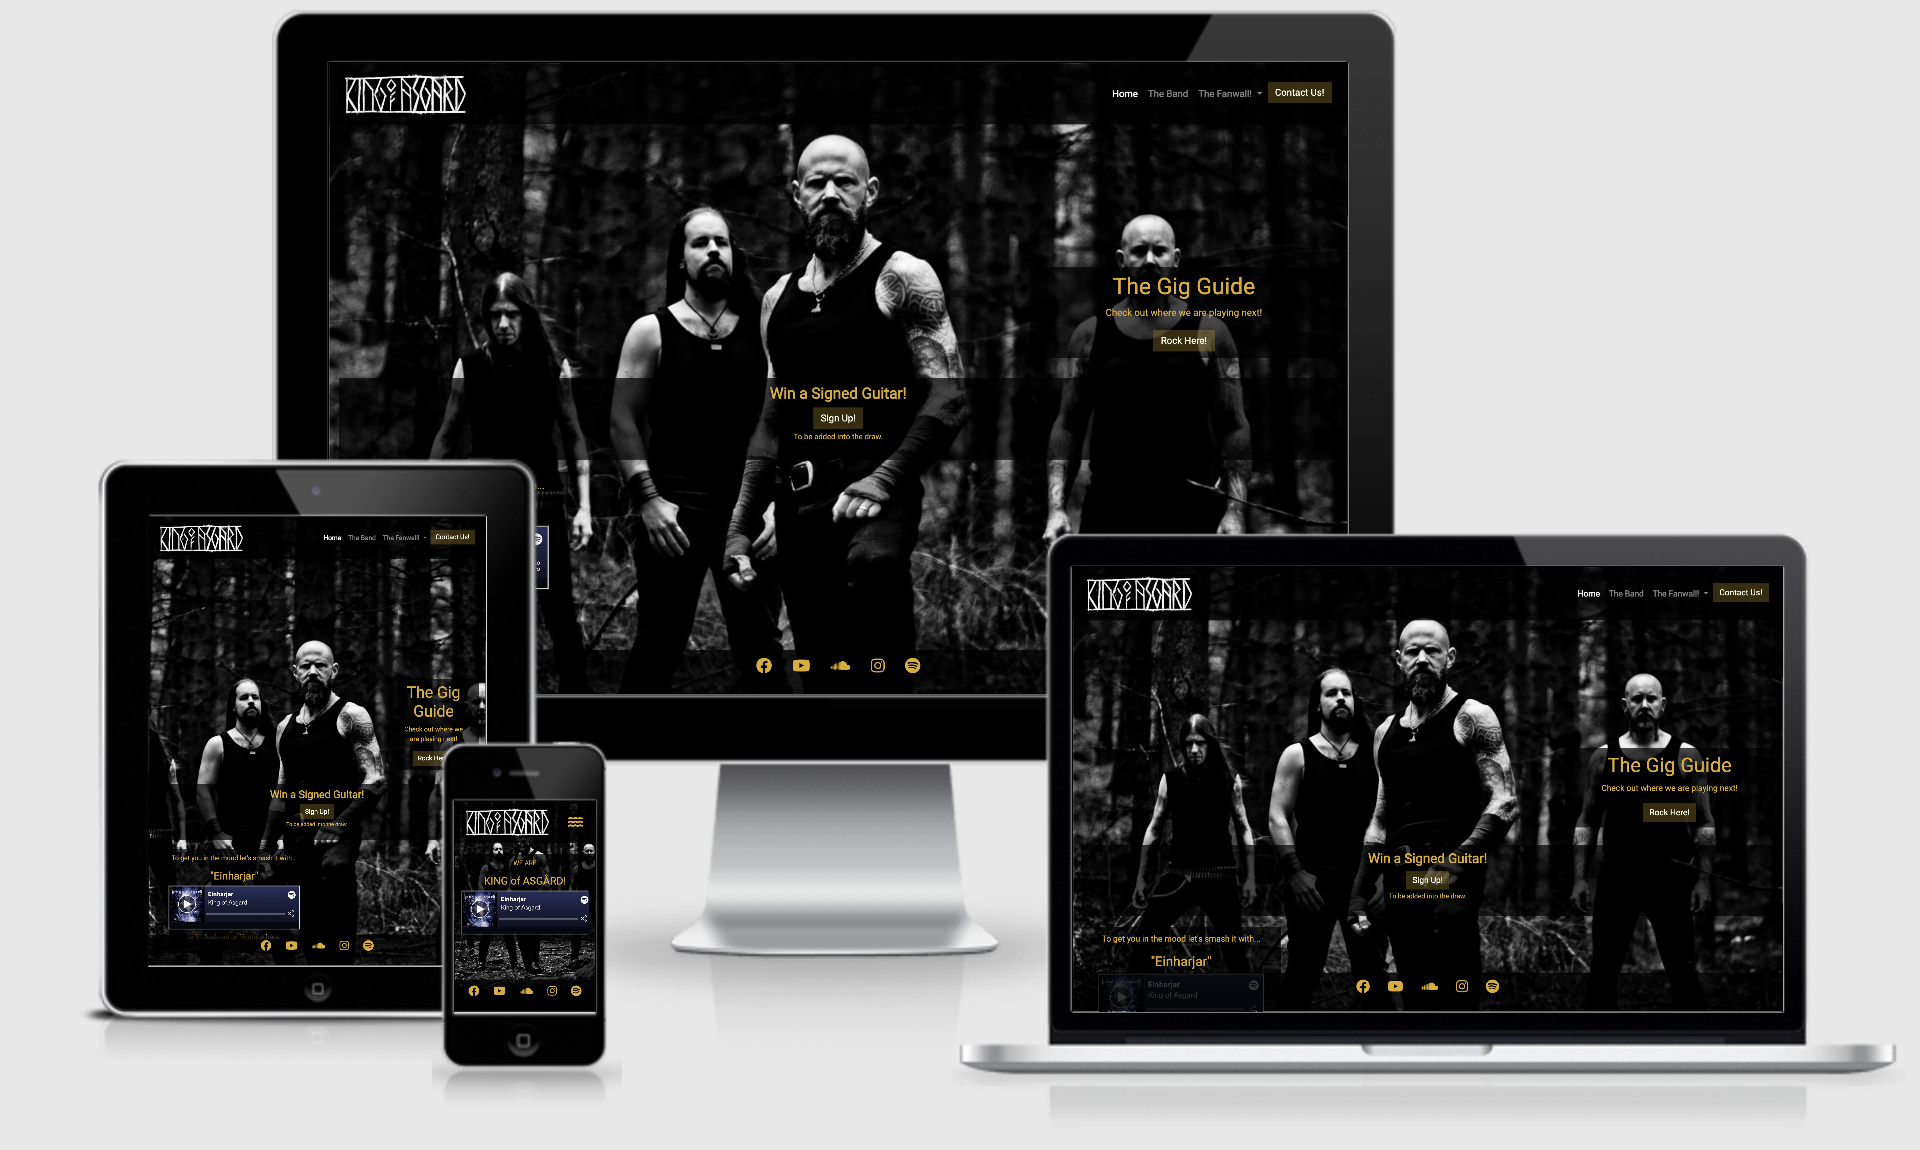 KING OF ASGARD
Home The Band The Fanwall! Contact Us!
The Gig Guide
Check out where we are playing next!
Rock Here!
Win a Signed Guitar!
Sign Up!
To be added into the draw.
KING OF ASGARD
Home The Band The Fanwall! Contact Us!
The Gig
Guide
Check out where we
are playing next!
Rock He
Win a Signed Guitar!
Sign Up!
To be added into the draw.
To get you in the mood let's smash it with...
"Einharjar"
Einharjar
King of Asgard
KING OF ASGARD
WE ARE
KING of ASGARD!
Einharjar
King of Asgard
KING OF ASGARD
Home The Band The Fanwall! Contact Us!
The Gig Guide
Check out where we are playing next!
Rock Here!
Win a Signed Guitar!
Sign Up!
To be added into the draw.
To get you in the mood let's smash it with...
"Einharjar"
Einharjar
King of Asgard